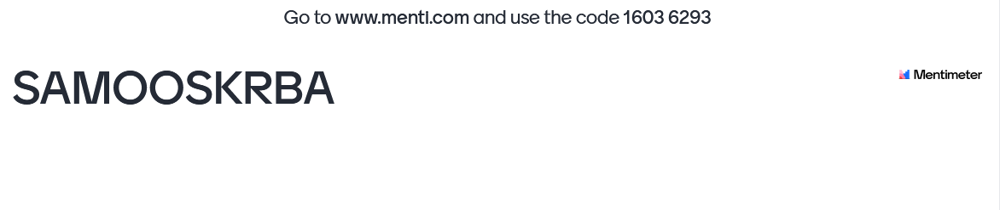 Go to www.menti.com and use the code 1603 6293
SAMOOSKRBA
Mentimeter